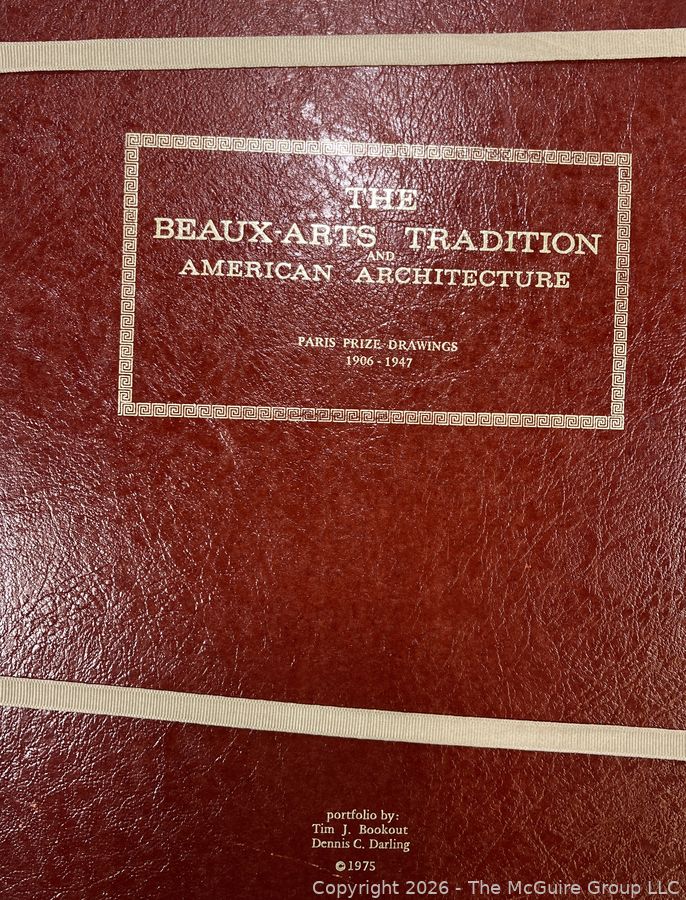 THE
BEAUX·ARTS TRADITION
AND
AMERICAN ARCHITECTURE
PARIS PRIZE DRAWINGS
1906 - 1947
portfolio by:
Tim J. Bookout
Dennis C. Darling
©1975
Copyright 2026 - The McGuire Group LLC